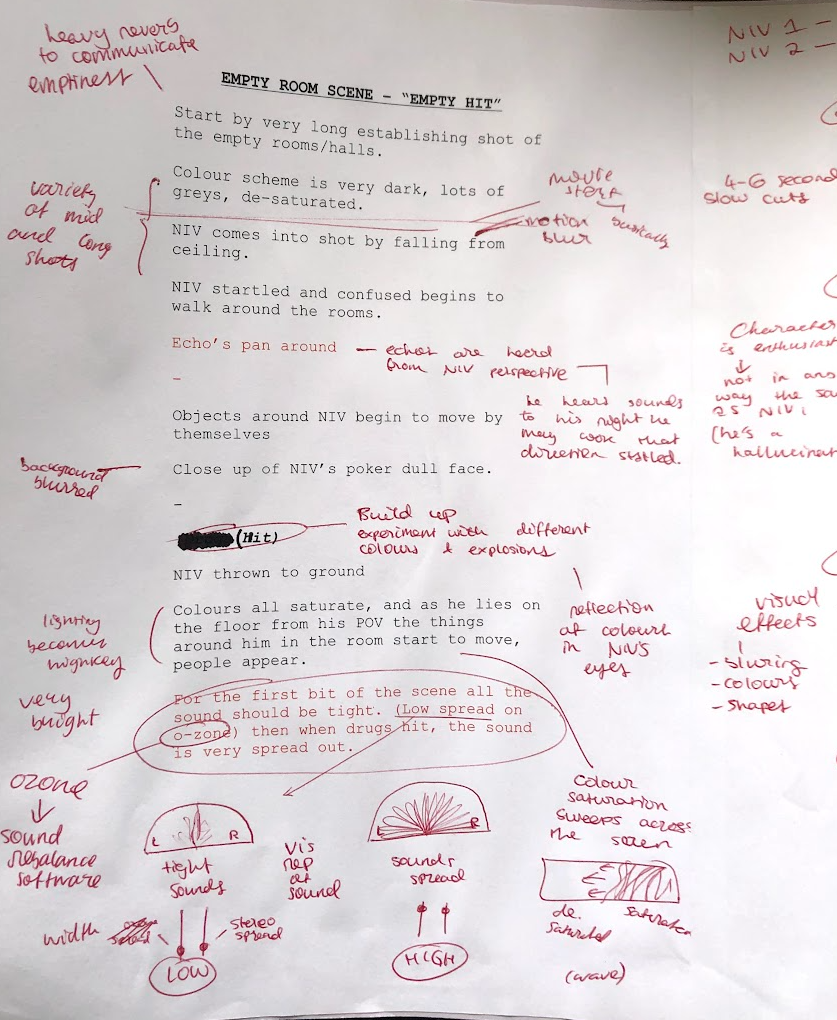 heavy reverb
to communicate
emptiness
EMPTY ROOM SCENE – "EMPTY HIT"
Start by very long establishing shot of
the empty rooms/halls.
Colour scheme is very dark, lots of
greys, de-saturated.
variety
of mid
and long
shots
motion
blur
NIV comes into shot by falling from
ceiling.
NIV startled and confused begins to
walk around the rooms.
Echo's pan around
— echos are heard
from NIV perspective
–
he hears sounds
to his right he
may look that
direction startled.
Objects around NIV begin to move by
themselves
background
blurred
Close up of NIV's poker dull face.
–
(Hit)
Build up
experiment with different
colours & explosions
NIV thrown to ground
Colours all saturate, and as he lies on
the floor from his POV the things
around him in the room start to move,
people appear.
lighting
becomes
highkey
very
bright
reflection
of colours
in NIV'S
eyes
For the first bit of the scene all the
sound should be tight. (Low spread on
o-zone) then when drugs hit, the sound
is very spread out.
ozone
↓
sound
rebalance
software
L R
tight
sounds
vis
rep
of
sound
L R
sounds
spread
Colour
saturation
sweeps across
the screen
width
stereo
spread
LOW
HIGH
de.
saturated
saturated
(wave)
NIV 1 –
NIV 2 –
4-6 second
slow cuts
Character
is enthusiast
↓
not in
way the
as NIV 1
(he's a
hallucinat
visual
effects
- bluring
- colours
- shapes